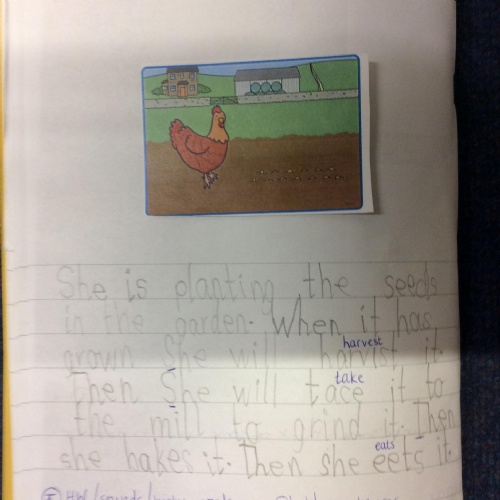 She is planting the seeds
in the garden. When it has
harvest
grown She will harvist it.
take
Then She will tace it to
the mill to grind it. Then
eats
she bakes it. Then she eets it.